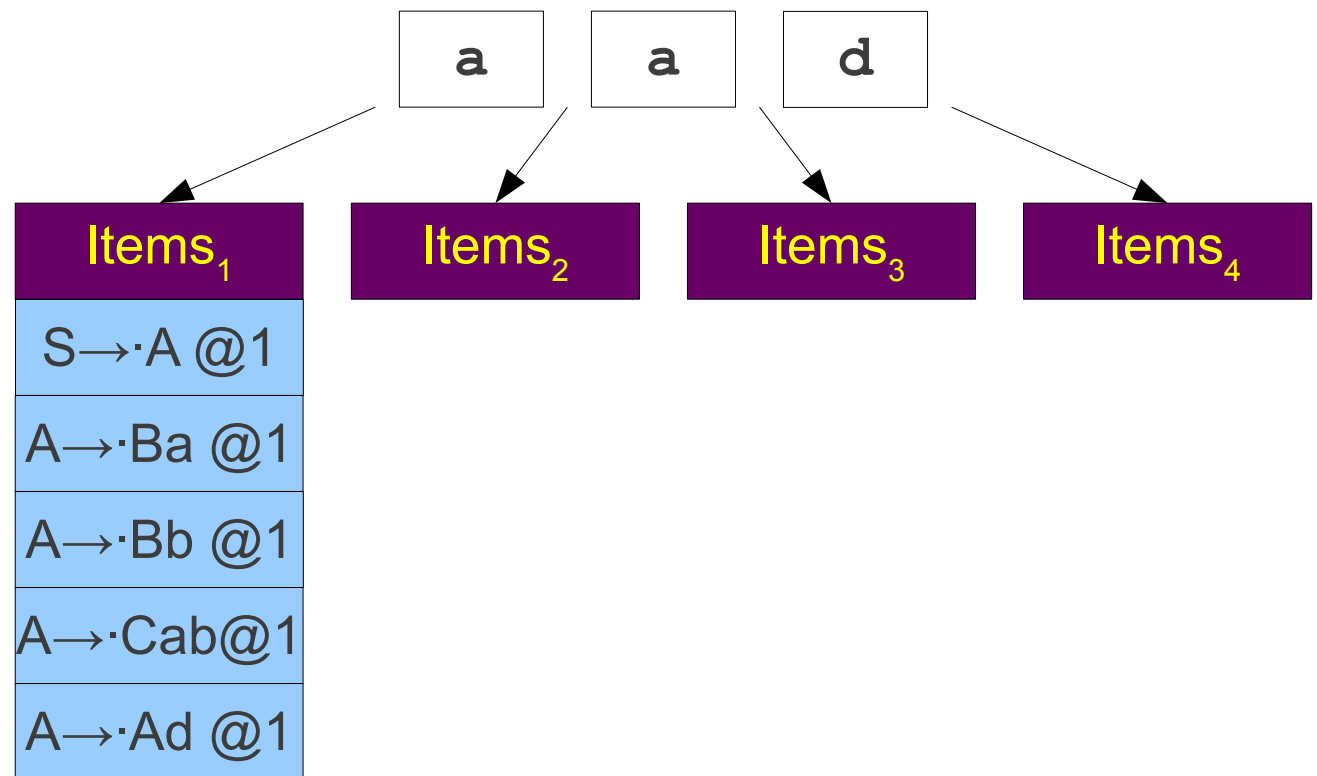 a a d
Items₁ Items₂ Items₃ Items₄
S→·A @1
A→·Ba @1
A→·Bb @1
A→·Cab@1
A→·Ad @1